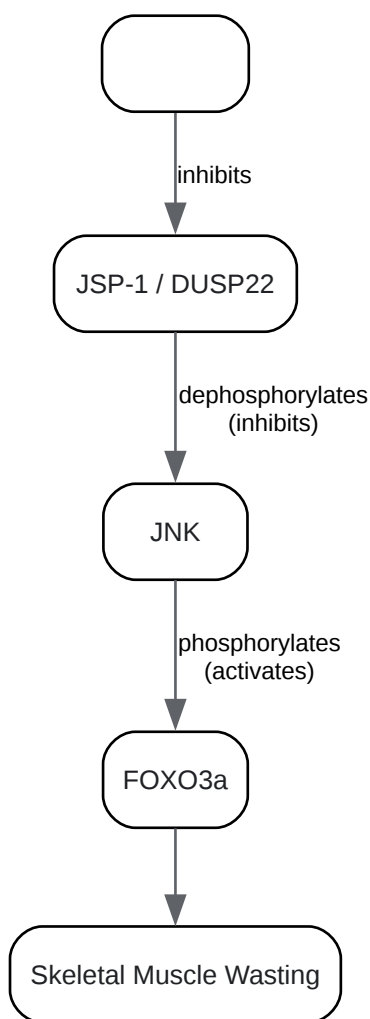 inhibits
JSP-1 / DUSP22
dephosphorylates
(inhibits)
JNK
phosphorylates
(activates)
FOXO3a
Skeletal Muscle Wasting